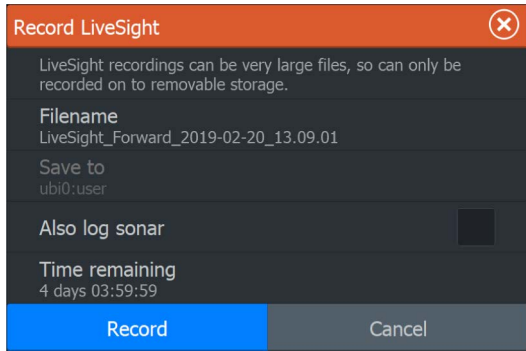 Record LiveSight
LiveSight recordings can be very large files, so can only be
recorded on to removable storage.
Filename
LiveSight_Forward_2019-02-20_13.09.01
Save to
ubi0:user
Also log sonar
Time remaining
4 days 03:59:59
Record Cancel